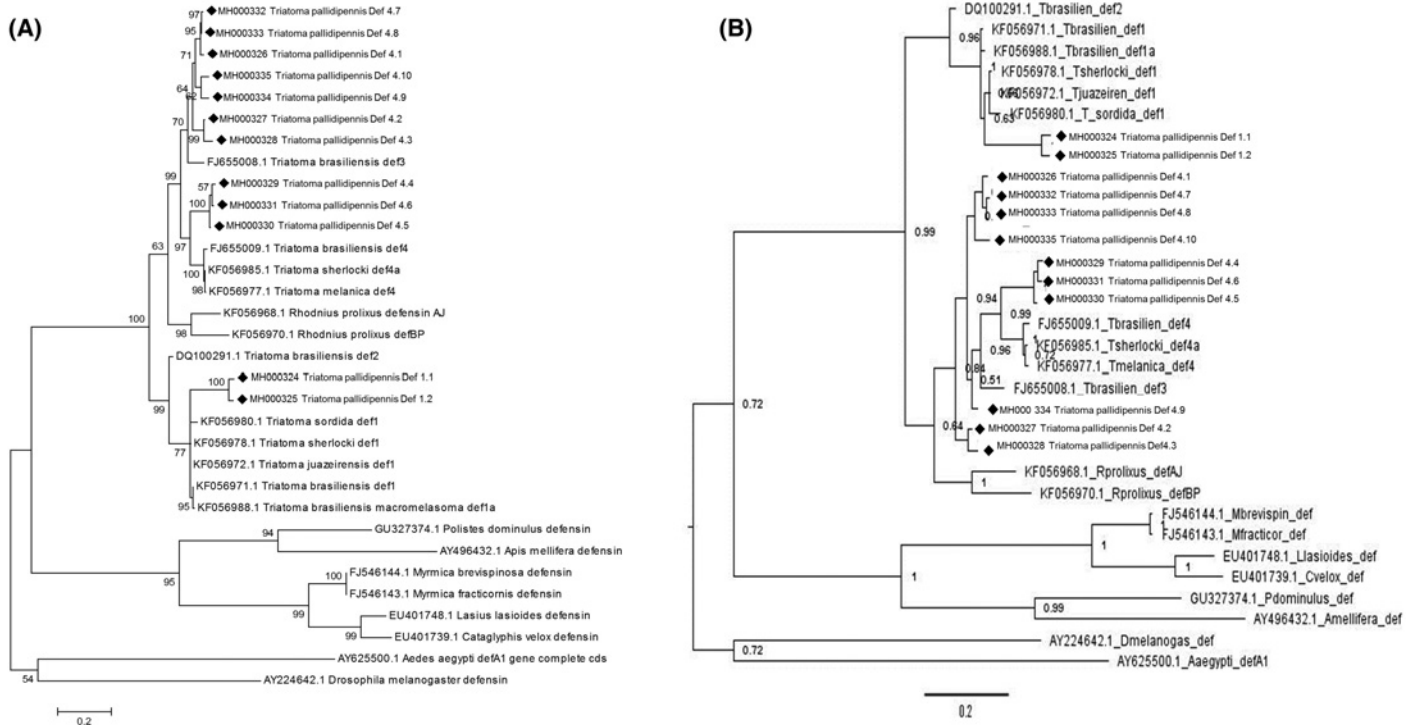 (A)
97
MH000332 Triatoma pallidipennis Def 4.7
95
MH000333 Triatoma pallidipennis Def 4.8
71
MH000326 Triatoma pallidipennis Def 4.1
MH000335 Triatoma pallidipennis Def 4.10
64
62
MH000334 Triatoma pallidipennis Def 4.9
70
MH000327 Triatoma pallidipennis Def 4.2
99
MH000328 Triatoma pallidipennis Def 4.3
FJ655008.1 Triatoma brasiliensis def3
99
57
MH000329 Triatoma pallidipennis Def 4.4
100
MH000331 Triatoma pallidipennis Def 4.6
MH000330 Triatoma pallidipennis Def 4.5
63
97
FJ655009.1 Triatoma brasiliensis def4
KF056985.1 Triatoma sherlocki def4a
100
98
KF056977.1 Triatoma melanica def4
KF056968.1 Rhodnius prolixus defensin AJ
100
98
KF056970.1 Rhodnius prolixus defBP
DQ100291.1 Triatoma brasiliensis def2
MH000324 Triatoma pallidipennis Def 1.1
100
MH000325 Triatoma pallidipennis Def 1.2
99
KF056980.1 Triatoma sordida def1
KF056978.1 Triatoma sherlocki def1
77
KF056972.1 Triatoma juazeirensis def1
KF056971.1 Triatoma brasiliensis def1
95
KF056988.1 Triatoma brasiliensis macromelasoma def1a
GU327374.1 Polistes dominulus defensin
94
AY496432.1 Apis mellifera defensin
95
FJ546144.1 Myrmica brevispinosa defensin
100
FJ546143.1 Myrmica fracticornis defensin
99
EU401748.1 Lasius lasioides defensin
99
EU401739.1 Cataglyphis velox defensin
AY625500.1 Aedes aegypti defA1 gene complete cds
54
AY224642.1 Drosophila melanogaster defensin
0.2
(B)
DQ100291.1_Tbrasilien_def2
0.96
KF056971.1_Tbrasilien_def1
KF056988.1_Tbrasilien_def1a
1
KF056978.1_Tsherlocki_def1
KF056972.1_Tjuazeiren_def1
0.63
KF056980.1_T_sordida_def1
MH000324 Triatoma pallidipennis Def 1.1
MH000325 Triatoma pallidipennis Def 1.2
MH000326 Triatoma pallidipennis Def 4.1
MH000332 Triatoma pallidipennis Def 4.7
MH000333 Triatoma pallidipennis Def 4.8
0.99
MH000335 Triatoma pallidipennis Def 4.10
MH000329 Triatoma pallidipennis Def 4.4
MH000331 Triatoma pallidipennis Def 4.6
0.94
MH000330 Triatoma pallidipennis Def 4.5
0.99
FJ655009.1_Tbrasilien_def4
0.96
KF056985.1_Tsherlocki_def4a
0.72
KF056977.1_Tmelanica_def4
0.84
0.51
FJ655008.1_Tbrasilien_def3
MH000 334 Triatoma pallidipennis Def 4.9
0.64
MH000327 Triatoma pallidipennis Def 4.2
MH000328 Triatoma pallidipennis Def4.3
0.72
KF056968.1_Rprolixus_defAJ
1
KF056970.1_Rprolixus_defBP
FJ546144.1_Mbrevispin_def
1
FJ546143.1_Mfracticor_def
1
EU401748.1_Llasioides_def
1
EU401739.1_Cvelox_def
1
GU327374.1_Pdominulus_def
0.99
AY496432.1_Amellifera_def
AY224642.1_Dmelanogas_def
0.72
AY625500.1_Aaegypti_defA1
0.2